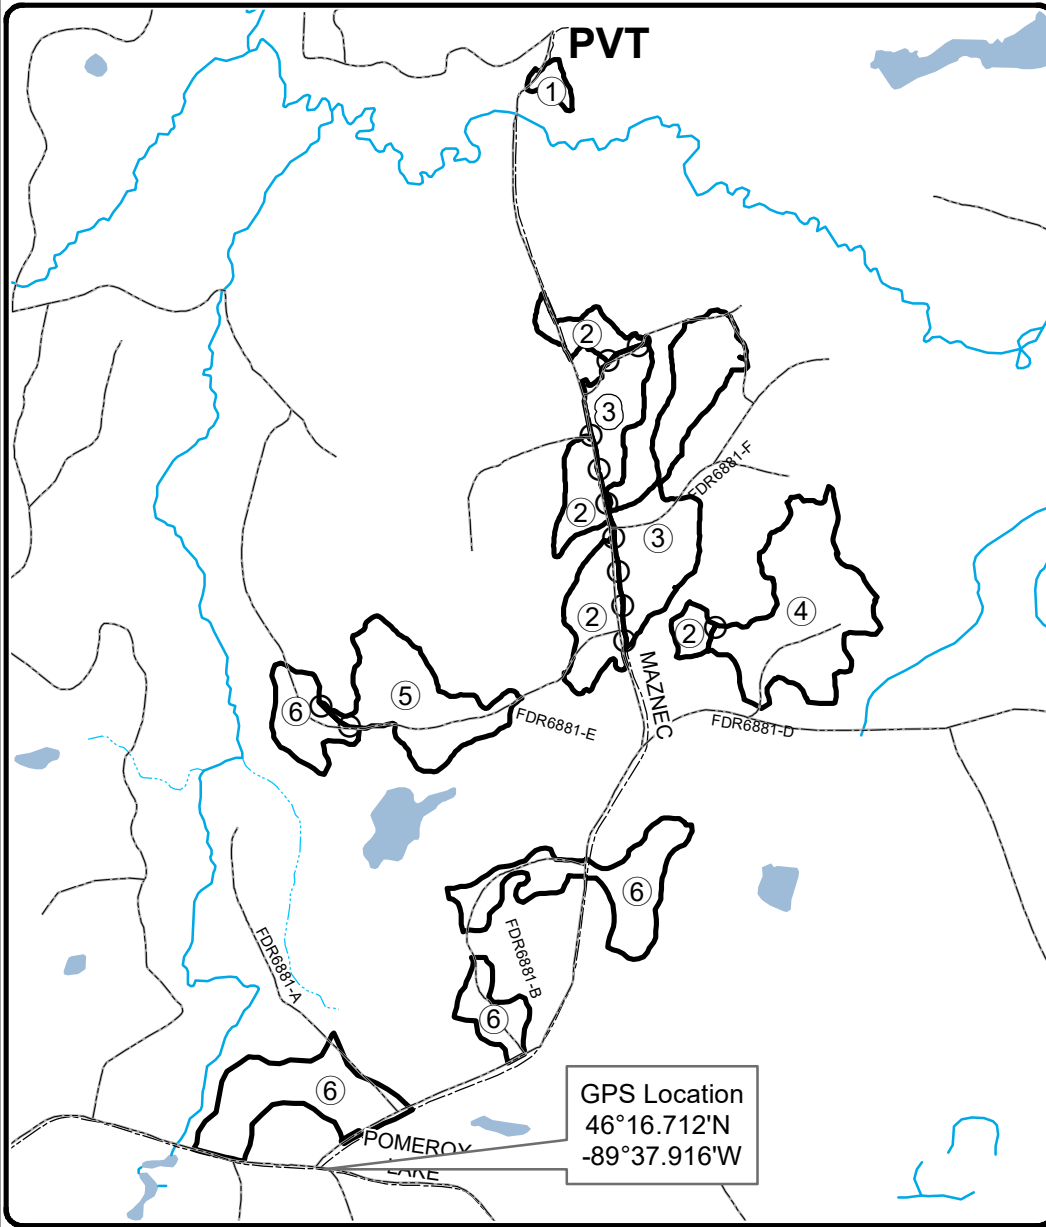 PVT
1
2
3
FDR6881-F
2
3
4
2
2
MAZNEC
5
6
FDR6881-E
FDR6881-D
6
FDR6881-B
FDR6881-A
6
6
GPS Location
46°16.712'N
-89°37.916'W
POMEROY
LAKE